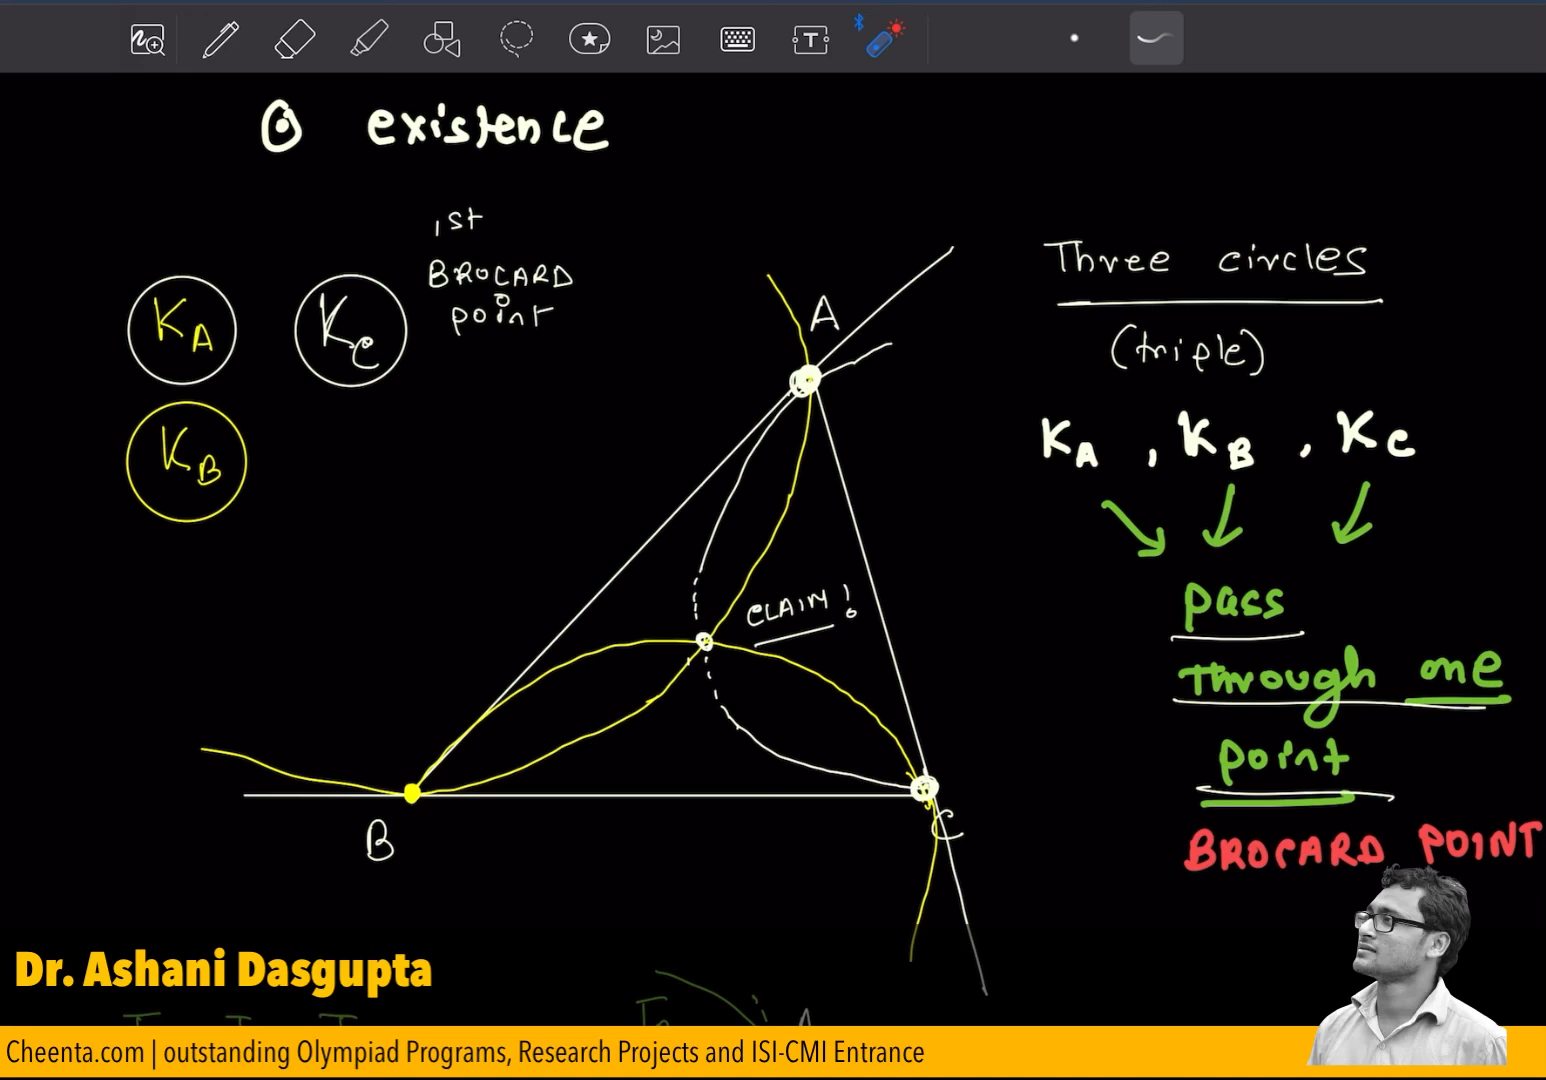 ⊙ existence
1st
BROCARD
point
KA KC
KB
Three circles
(triple)
KA , KB , KC
pass
Through one
point
BROCARD POINT
A
CLAIM!
B
C
T
Dr. Ashani Dasgupta
Cheenta.com | outstanding Olympiad Programs, Research Projects and ISI-CMI Entrance